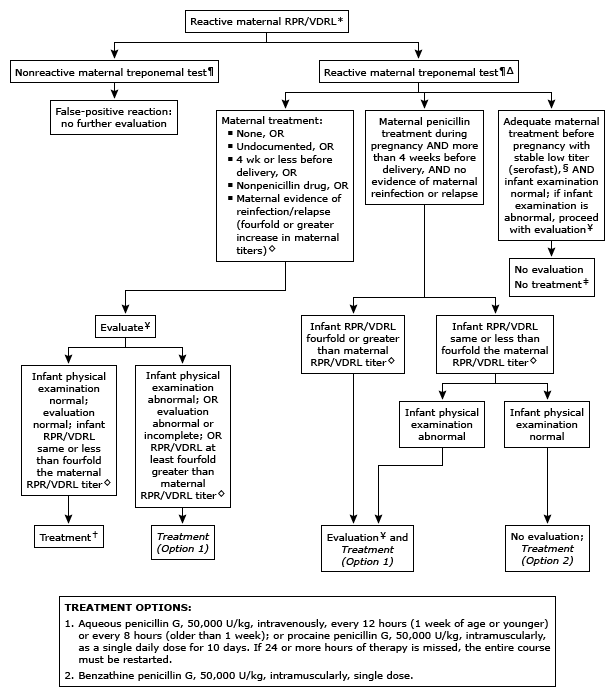 Reactive maternal RPR/VDRL*
Nonreactive maternal treponemal test¶
Reactive maternal treponemal test¶Δ
False-positive reaction:
no further evaluation
Maternal treatment:
▪ None, OR
▪ Undocumented, OR
▪ 4 wk or less before
delivery, OR
▪ Nonpenicillin drug, OR
▪ Maternal evidence of
reinfection/relapse
(fourfold or greater
increase in maternal
titers)◇
Maternal penicillin
treatment during
pregnancy AND more
than 4 weeks before
delivery, AND no
evidence of maternal
reinfection or relapse
Adequate maternal
treatment before
pregnancy with
stable low titer
(serofast),§ AND
infant examination
normal; if infant
examination is
abnormal, proceed
with evaluation¥
No evaluation
No treatment‡
Evaluate¥
Infant RPR/VDRL
fourfold or greater
than maternal
RPR/VDRL titer◇
Infant RPR/VDRL
same or less than
fourfold the maternal
RPR/VDRL titer◇
Infant physical
examination
normal;
evaluation
normal; infant
RPR/VDRL
same or less
than fourfold
the maternal
RPR/VDRL titer◇
Infant physical
examination
abnormal; OR
evaluation
abnormal or
incomplete; OR
RPR/VDRL at
least fourfold
greater than
maternal
RPR/VDRL titer◇
Infant physical
examination
abnormal
Infant physical
examination
normal
Treatment†
Treatment
(Option 1)
Evaluation¥ and
Treatment
(Option 1)
No evaluation;
Treatment
(Option 2)
TREATMENT OPTIONS:
1. Aqueous penicillin G, 50,000 U/kg, intravenously, every 12 hours (1 week of age or younger)
or every 8 hours (older than 1 week); or procaine penicillin G, 50,000 U/kg, intramuscularly,
as a single daily dose for 10 days. If 24 or more hours of therapy is missed, the entire course
must be restarted.
2. Benzathine penicillin G, 50,000 U/kg, intramuscularly, single dose.